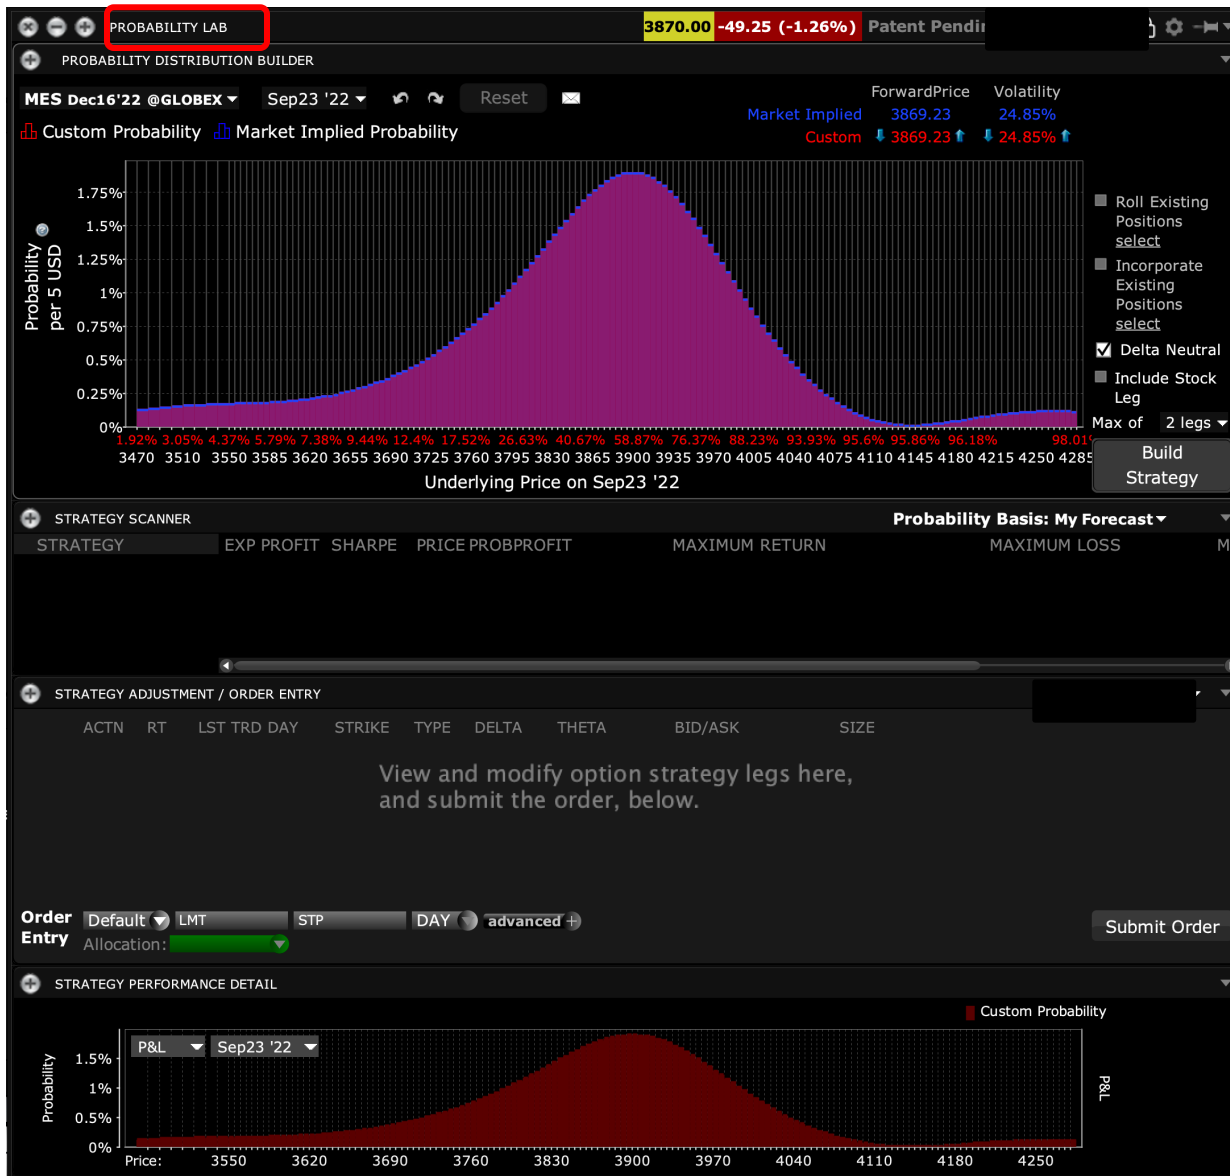 PROBABILITY LAB 3870.00 -49.25 (-1.26%) Patent Pendin
PROBABILITY DISTRIBUTION BUILDER
MES Dec16'22 @GLOBEX Sep23 '22 Reset
ForwardPrice Volatility
Market Implied 3869.23 24.85%
Custom 3869.23 24.85%
Custom Probability Market Implied Probability
Probability
per 5 USD
1.75%
1.5%
1.25%
1%
0.75%
0.5%
0.25%
0%
1.92% 3.05% 4.37% 5.79% 7.38% 9.44% 12.4% 17.52% 26.63% 40.67% 58.87% 76.37% 88.23% 93.93% 95.6% 95.86% 96.18% 98.01%
3470 3510 3550 3585 3620 3655 3690 3725 3760 3795 3830 3865 3900 3935 3970 4005 4040 4075 4110 4145 4180 4215 4250 4285
Underlying Price on Sep23 '22
Roll Existing
Positions
select
Incorporate
Existing
Positions
select
Delta Neutral
Include Stock
Leg
Max of 2 legs
Build
Strategy
STRATEGY SCANNER Probability Basis: My Forecast
STRATEGY EXP PROFIT SHARPE PRICE PROBPROFIT MAXIMUM RETURN MAXIMUM LOSS M
STRATEGY ADJUSTMENT / ORDER ENTRY
ACTN RT LST TRD DAY STRIKE TYPE DELTA THETA BID/ASK SIZE
View and modify option strategy legs here,
and submit the order, below.
Order
Entry
Default LMT STP DAY advanced +
Allocation:
Submit Order
STRATEGY PERFORMANCE DETAIL
Custom Probability
P&L Sep23 '22
Probability
1.5%
1%
0.5%
0%
P&L
Price: 3550 3620 3690 3760 3830 3900 3970 4040 4110 4180 4250